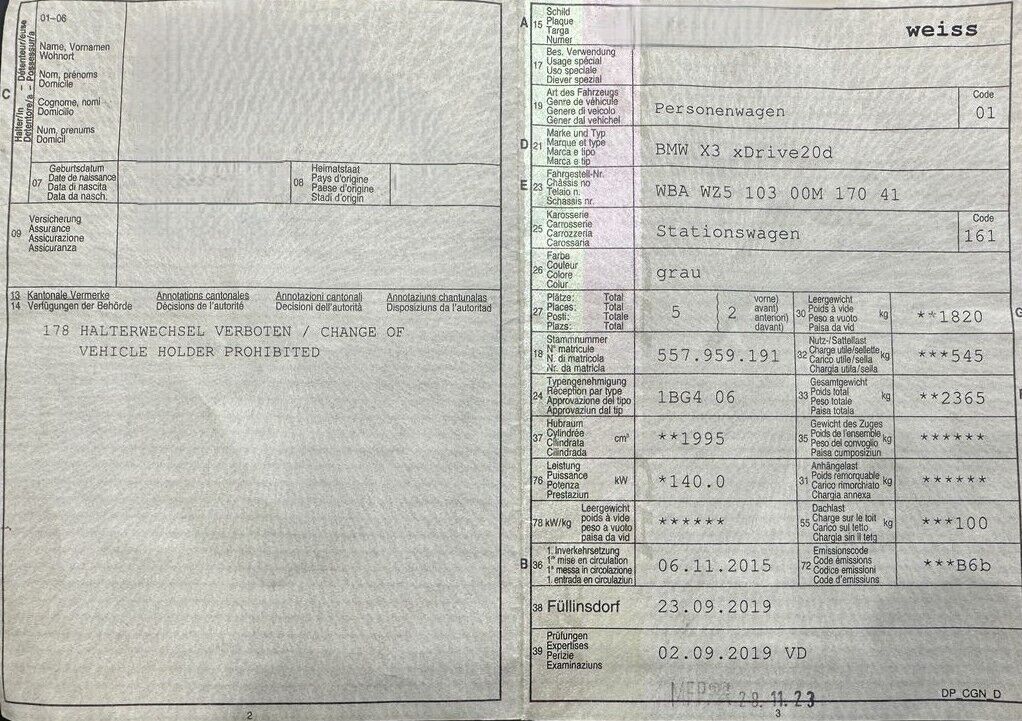 Halter/in - Détenteur/euse
Detentore/a - Possessur/a
C
01-06
Name, Vornamen
Wohnort
Nom, prénoms
Domicile
Cognome, nomi
Domicilio
Num, prenums
Domicil
07
Geburtsdatum
Date de naissance
Data di nascita
Data da nasch.
08
Heimatstaat
Pays d'origine
Paese d'origine
Stadi d'origin
09
Versicherung
Assurance
Assicurazione
Assicuranza
13 Kantonale Vermerke Annotations cantonales Annotazioni cantonali Annotaziuns chantunalas
14 Verfügungen der Behörde Décisions de l'autorité Decisioni dell'autorità Disposiziuns da l'autoritad
178 HALTERWECHSEL VERBOTEN / CHANGE OF
VEHICLE HOLDER PROHIBITED
2
A 15
Schild
Plaque
Targa
Numer
weiss
17
Bes. Verwendung
Usage spécial
Uso speciale
Diever spezial
19
Art des Fahrzeugs
Genre de véhicule
Genere di veicolo
Gener dal vehichel
Personenwagen
Code
01
D 21
Marke und Typ
Marque et type
Marca e tipo
Marca e tip
BMW X3 xDrive20d
E 23
Fahrgestell-Nr.
Châssis no
Telaio n.
Schassis nr.
WBA WZ5 103 00M 170 41
25
Karosserie
Carrosserie
Carrozzeria
Carossaria
Stationswagen
Code
161
26
Farbe
Couleur
Colore
Colur
grau
27
Plätze: Total
Places: Total
Posti: Totale
Plazs: Total
5
2
vorne)
avant)
anteriori)
davant)
30
Leergewicht
Poids à vide
Peso a vuoto
Paisa da vid
kg
**1820
G
18
Stammnummer
N° matricule
N. di matricola
Nr. da matricla
557.959.191
32
Nutz-/Sattellast
Charge utile/sellette
Carico utile/sella
Chargia utila/sella
kg
***545
24
Typengenehmigung
Réception par type
Approvazione del tipo
Approvaziun dal tip
1BG4 06
33
Gesamtgewicht
Poids total
Peso totale
Paisa totala
kg
**2365
37
Hubraum
Cylindrée
Cilindrata
Cilindrada
cm³
**1995
35
Gewicht des Zuges
Poids de l'ensemble
Peso del convoglio
Paisa cumposiziun
kg
******
76
Leistung
Puissance
Potenza
Prestaziun
kW
*140.0
31
Anhängelast
Poids remorquable
Carico rimorchiato
Chargia annexa
kg
******
78 kW/kg
Leergewicht
poids à vide
peso a vuoto
paisa da vid
******
55
Dachlast
Charge sur le toit
Carico sul tetto
Chargia sin il tetg
kg
***100
B 36
1. Inverkehrsetzung
1re mise en circulation
1a messa in circolazione
1. entrada en circulaziun
06.11.2015
72
Emissionscode
Code émissions
Codice emissioni
Code d'emissiuns
***B6b
38 Füllinsdorf
23.09.2019
39
Prüfungen
Expertises
Perizie
Examinaziuns
02.09.2019 VD
28. 11. 23
DP_CGN_D
3